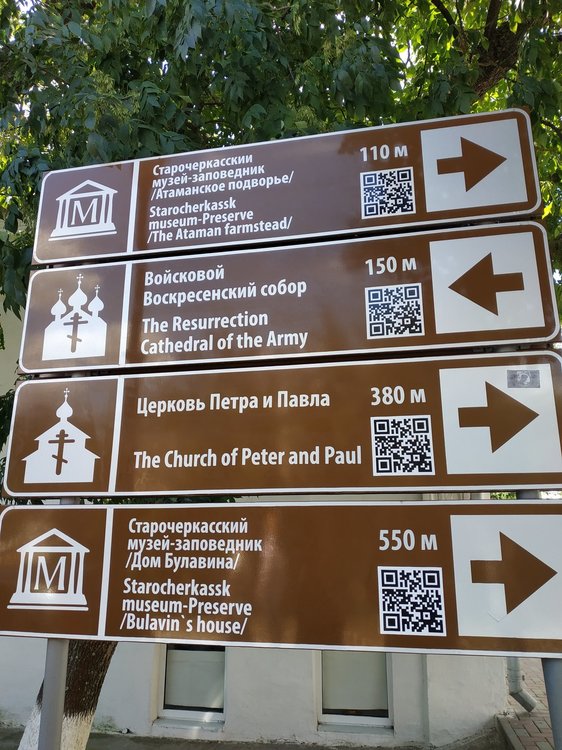 М
Старочеркасский
музей-заповедник
/Атаманское подворье/
110 м
Starocherkassk
museum-Preserve
/The Ataman farmstead/
Войсковой
Воскресенский собор
150 м
The Resurrection
Cathedral of the Army
Церковь Петра и Павла
380 м
The Church of Peter and Paul
М
Старочеркасский
музей-заповедник
/Дом Булавина/
550 м
Starocherkassk
museum-Preserve
/Bulavin`s house/